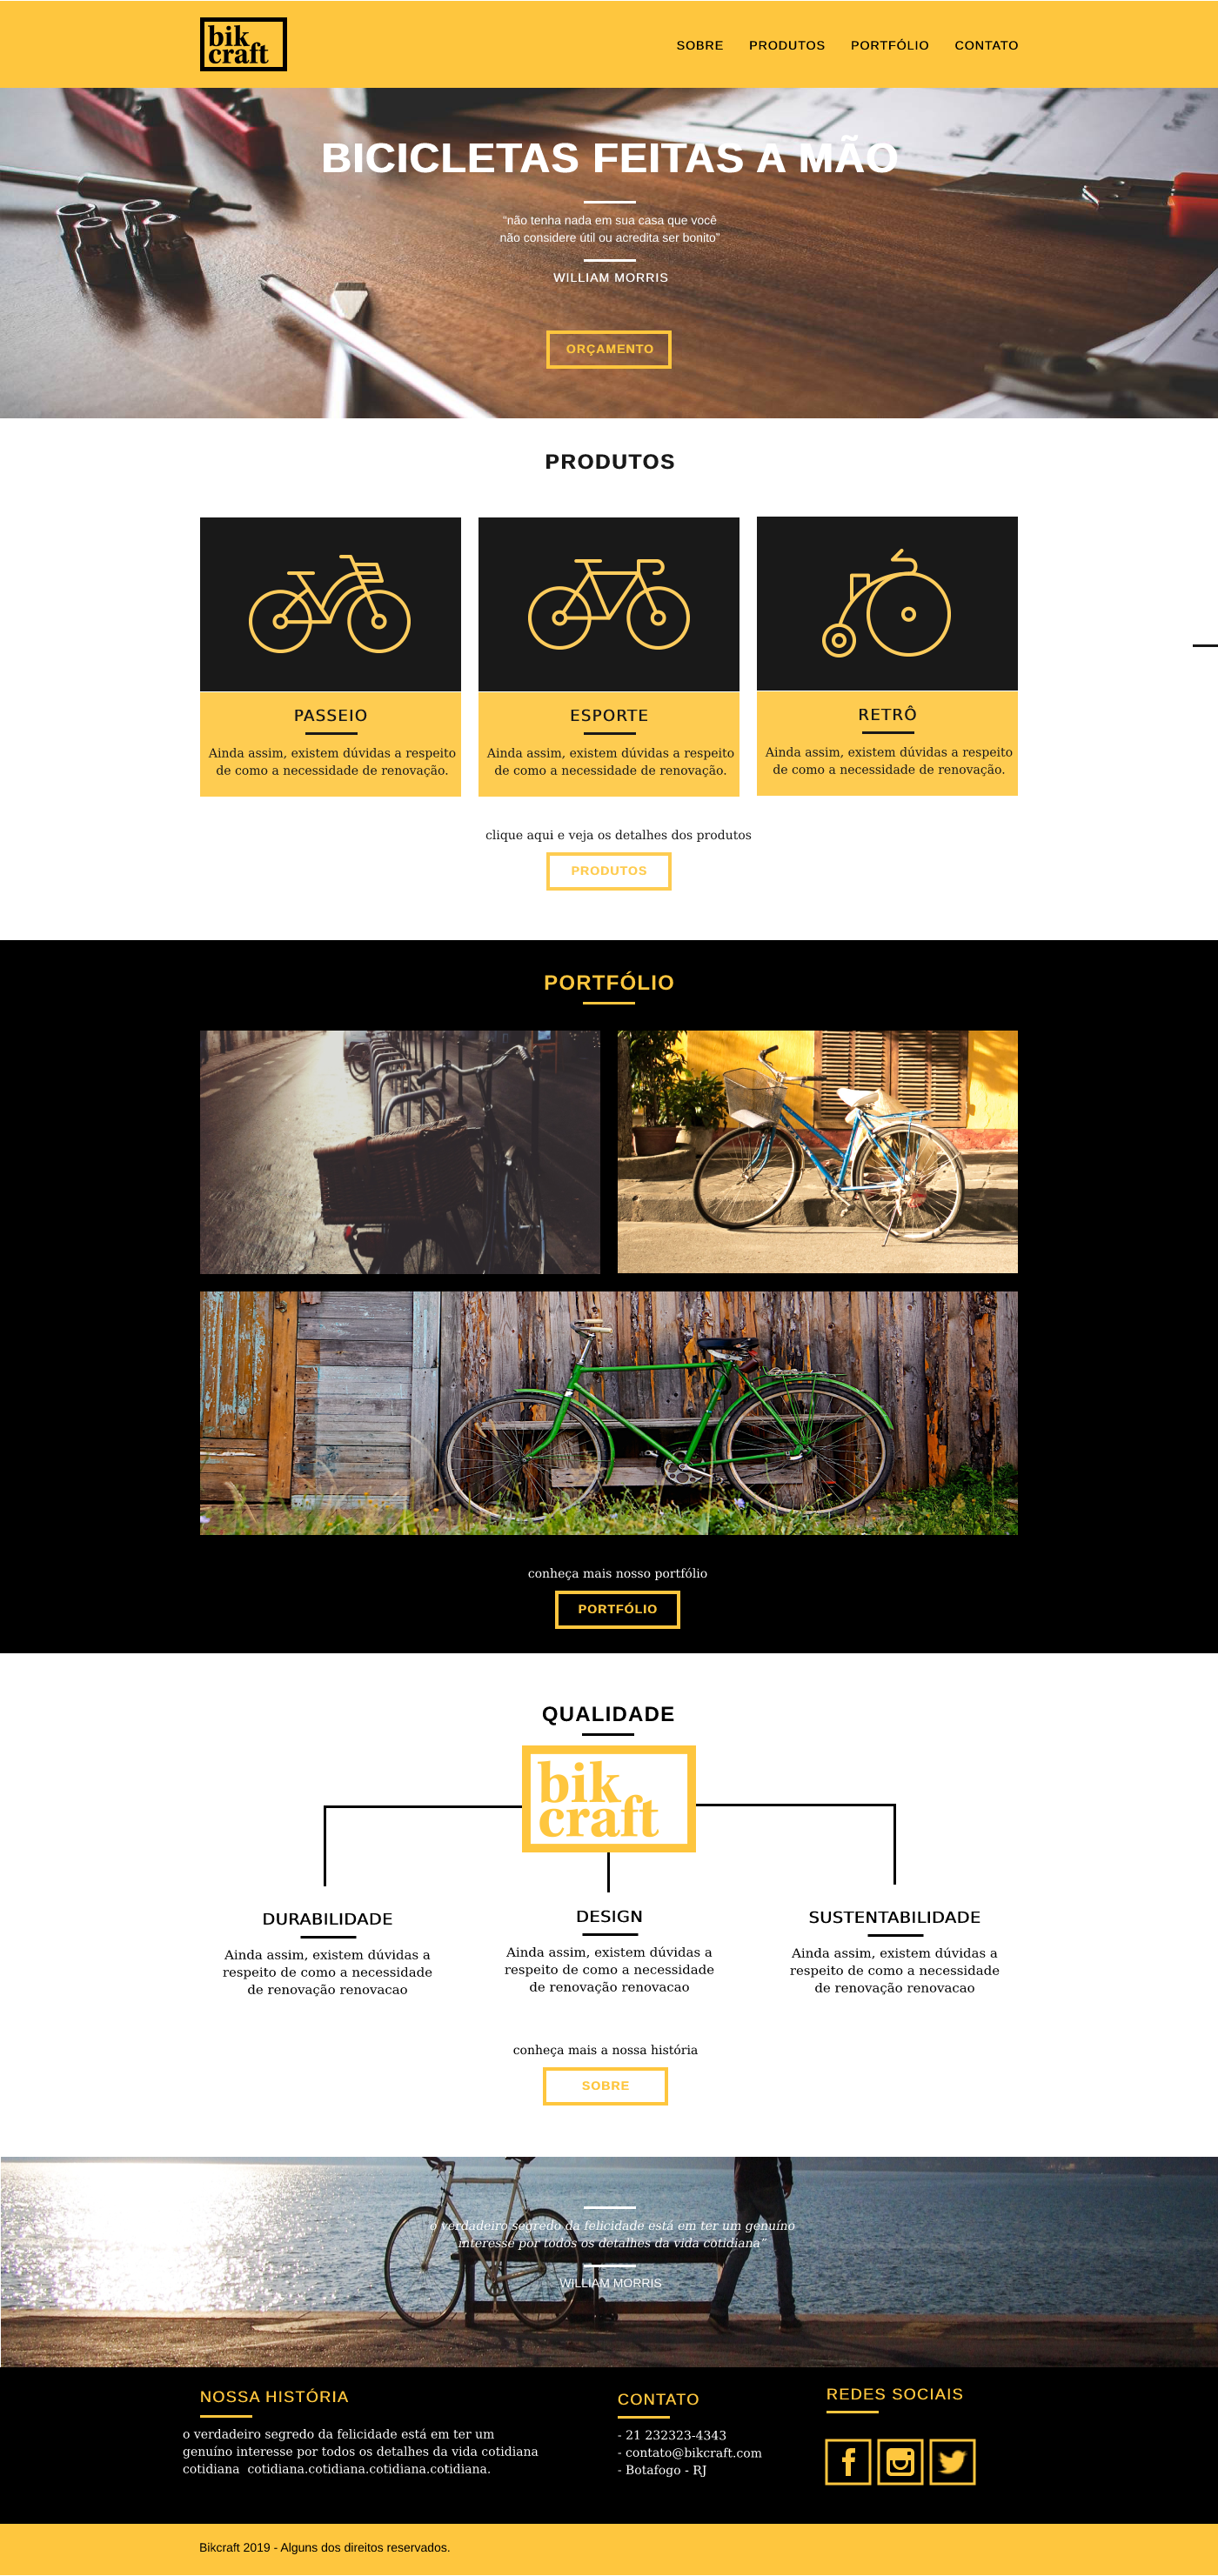 bik
craft
SOBRE PRODUTOS PORTFÓLIO CONTATO
BICICLETAS FEITAS A MÃO
“não tenha nada em sua casa que você
não considere útil ou acredita ser bonito”
WILLIAM MORRIS
ORÇAMENTO
PRODUTOS
PASSEIO
Ainda assim, existem dúvidas a respeito
de como a necessidade de renovação.
ESPORTE
Ainda assim, existem dúvidas a respeito
de como a necessidade de renovação.
RETRÔ
Ainda assim, existem dúvidas a respeito
de como a necessidade de renovação.
clique aqui e veja os detalhes dos produtos
PRODUTOS
PORTFÓLIO
conheça mais nosso portfólio
PORTFÓLIO
QUALIDADE
bik
craft
DURABILIDADE
Ainda assim, existem dúvidas a
respeito de como a necessidade
de renovação renovacao
DESIGN
Ainda assim, existem dúvidas a
respeito de como a necessidade
de renovação renovacao
SUSTENTABILIDADE
Ainda assim, existem dúvidas a
respeito de como a necessidade
de renovação renovacao
conheça mais a nossa história
SOBRE
o verdadeiro segredo da felicidade está em ter um genuíno
interesse por todos os detalhes da vida cotidiana”
WILLIAM MORRIS
NOSSA HISTÓRIA
o verdadeiro segredo da felicidade está em ter um
genuíno interesse por todos os detalhes da vida cotidiana
cotidiana cotidiana.cotidiana.cotidiana.cotidiana.
CONTATO
- 21 232323-4343
- contato@bikcraft.com
- Botafogo - RJ
REDES SOCIAIS
Bikcraft 2019 - Alguns dos direitos reservados.